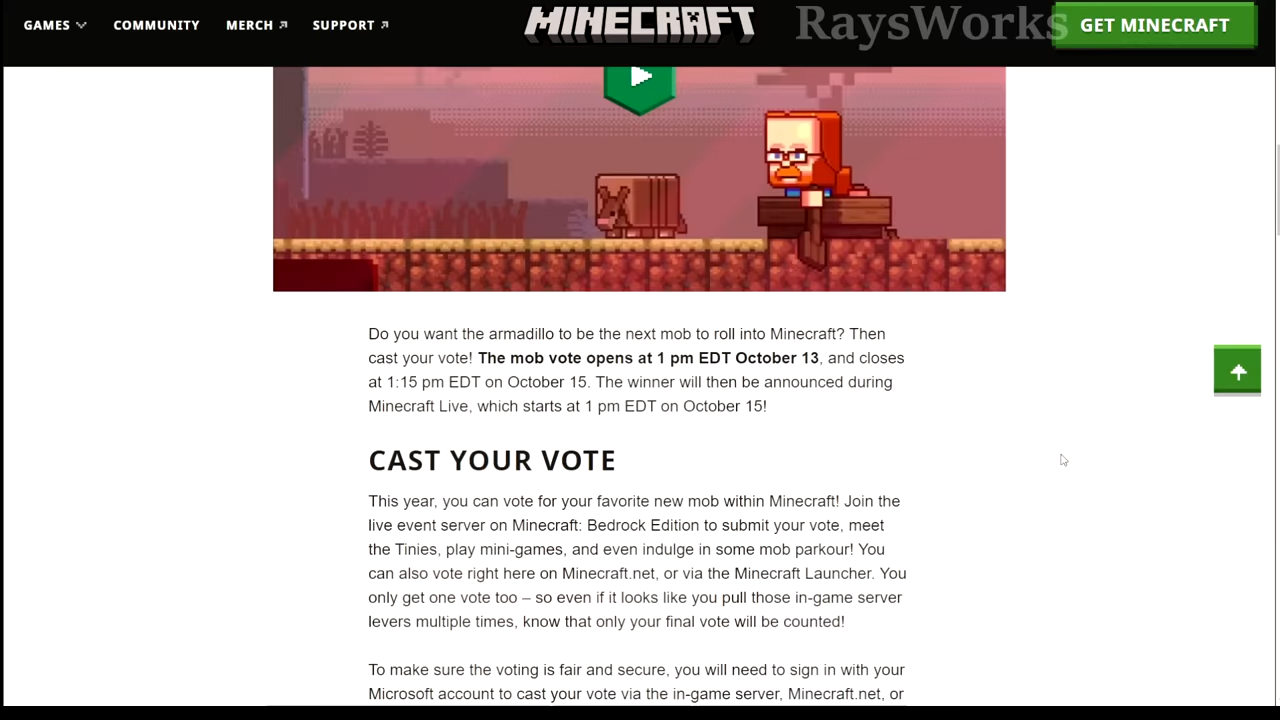 GAMES COMMUNITY MERCH SUPPORT MINECRAFT RaysWorks GET MINECRAFT
Do you want the armadillo to be the next mob to roll into Minecraft? Then
cast your vote! The mob vote opens at 1 pm EDT October 13, and closes
at 1:15 pm EDT on October 15. The winner will then be announced during
Minecraft Live, which starts at 1 pm EDT on October 15!
CAST YOUR VOTE
This year, you can vote for your favorite new mob within Minecraft! Join the
live event server on Minecraft: Bedrock Edition to submit your vote, meet
the Tinies, play mini-games, and even indulge in some mob parkour! You
can also vote right here on Minecraft.net, or via the Minecraft Launcher. You
only get one vote too – so even if it looks like you pull those in-game server
levers multiple times, know that only your final vote will be counted!
To make sure the voting is fair and secure, you will need to sign in with your
Microsoft account to cast your vote via the in-game server, Minecraft.net, or